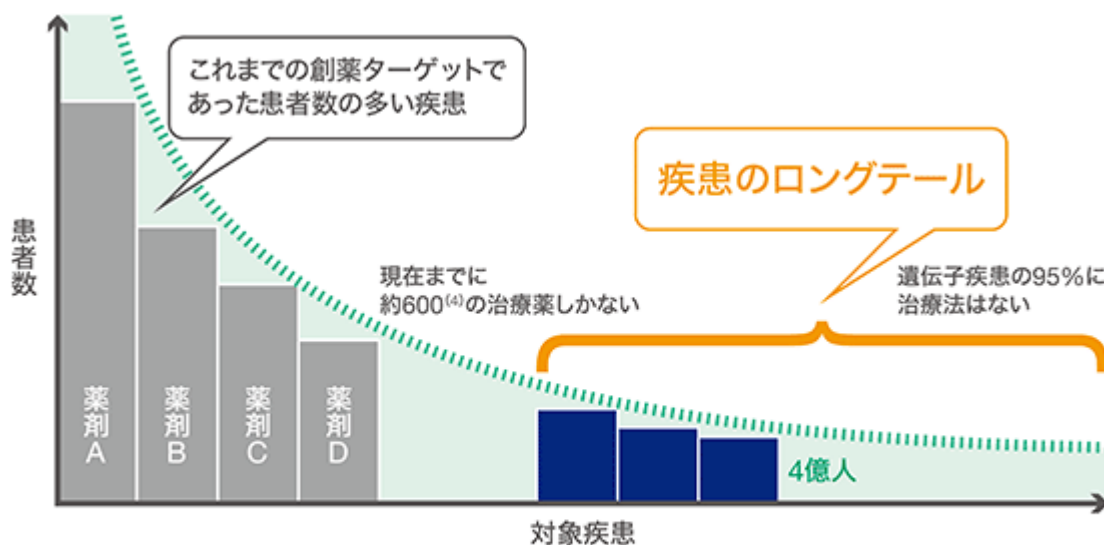 これまでの創薬ターゲットで
あった患者数の多い疾患
疾患のロングテール
患者数
現在までに
約600⁽⁴⁾の治療薬しかない
遺伝子疾患の95%に
治療法はない
薬剤A
薬剤B
薬剤C
薬剤D
4億人
対象疾患